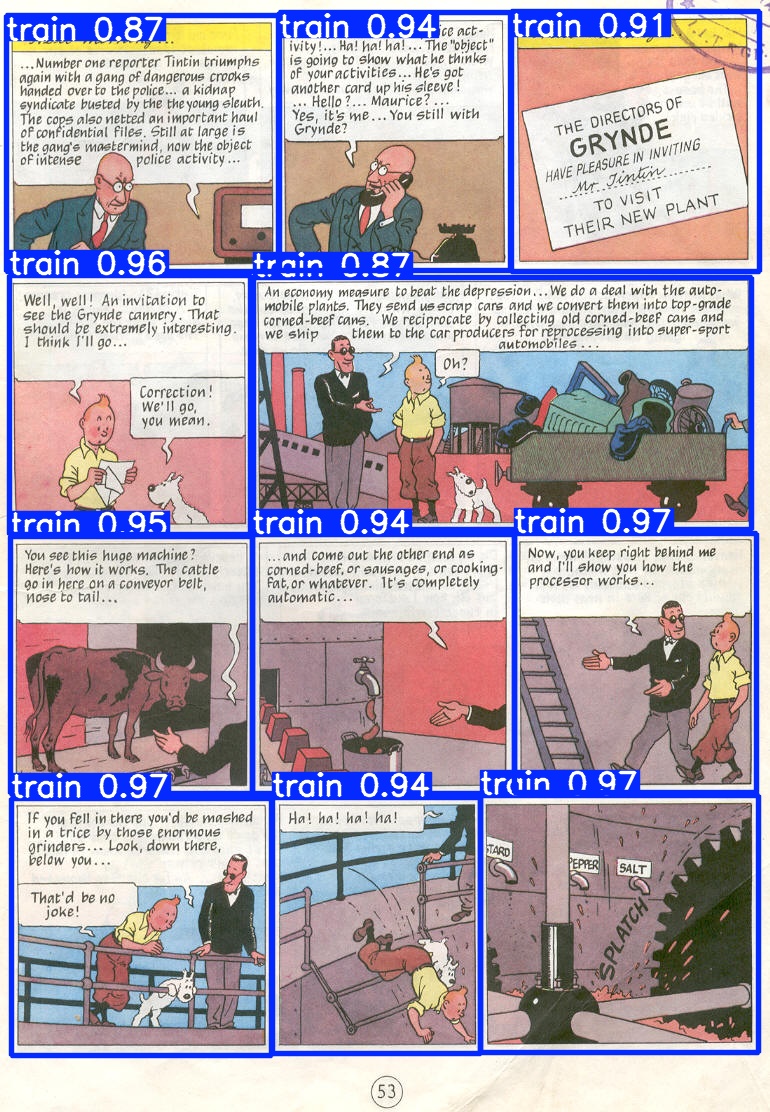 train 0.87
...Number one reporter Tintin triumphs
again with a gang of dangerous crooks
handed over to the police... a kidnap
syndicate busted by the the young sleuth.
The cops also netted an important haul
of confidential files. Still at large is
the gang's mastermind, now the object
of intense police activity...
train 0.94
ice act-
ivity!... Ha! ha! ha!... The "object"
is going to show what he thinks
of your activities... He's got
another card up his sleeve!
... Hello?... Maurice?...
Yes, it's me... You still with
Grynde?
train 0.91
THE DIRECTORS OF
GRYNDE
HAVE PLEASURE IN INVITING
Mr. Tintin
TO VISIT
THEIR NEW PLANT
train 0.96
Well, well! An invitation to
see the Grynde cannery. That
should be extremely interesting.
I think I'll go...
Correction!
We'll go,
you mean.
train 0.87
An economy measure to beat the depression... We do a deal with the auto-
mobile plants. They send us scrap cars and we convert them into top-grade
corned-beef cans. We reciprocate by collecting old corned-beef cans and
we ship them to the car producers for reprocessing into super-sport
automobiles...
Oh?
train 0.95
You see this huge machine?
Here's how it works. The cattle
go in here on a conveyor belt,
nose to tail...
train 0.94
...and come out the other end as
corned-beef, or sausages, or cooking-
fat, or whatever. It's completely
automatic...
train 0.97
Now, you keep right behind me
and I'll show you how the
processor works...
train 0.97
If you fell in there you'd be mashed
in a trice by those enormous
grinders... Look, down there,
below you...
That'd be no
joke!
train 0.94
Ha! ha! ha! ha!
train 0.97
TARD
PEPPER
SALT
SPLATCH
53